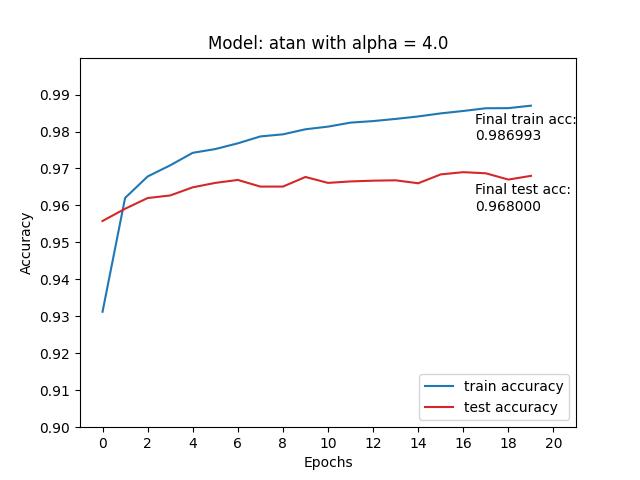 Model: atan with alpha = 4.0
Accuracy
0.99
0.98
0.97
0.96
0.95
0.94
0.93
0.92
0.91
0.90
Final train acc:
0.986993
Final test acc:
0.968000
train accuracy
test accuracy
0 2 4 6 8 10 12 14 16 18 20
Epochs